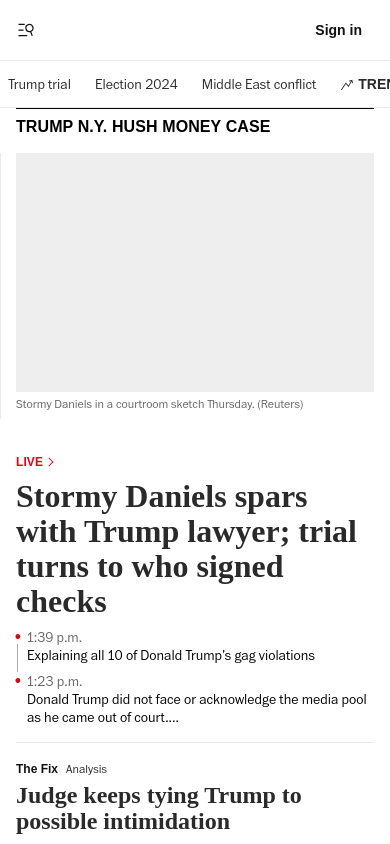 Sign in
Trump trial Election 2024 Middle East conflict
TRUMP N.Y. HUSH MONEY CASE
Stormy Daniels in a courtroom sketch Thursday. (Reuters)
LIVE
Stormy Daniels spars
with Trump lawyer; trial
turns to who signed
checks
1:39 p.m.
Explaining all 10 of Donald Trump’s gag violations
1:23 p.m.
Donald Trump did not face or acknowledge the media pool
as he came out of court....
The Fix Analysis
Judge keeps tying Trump to
possible intimidation